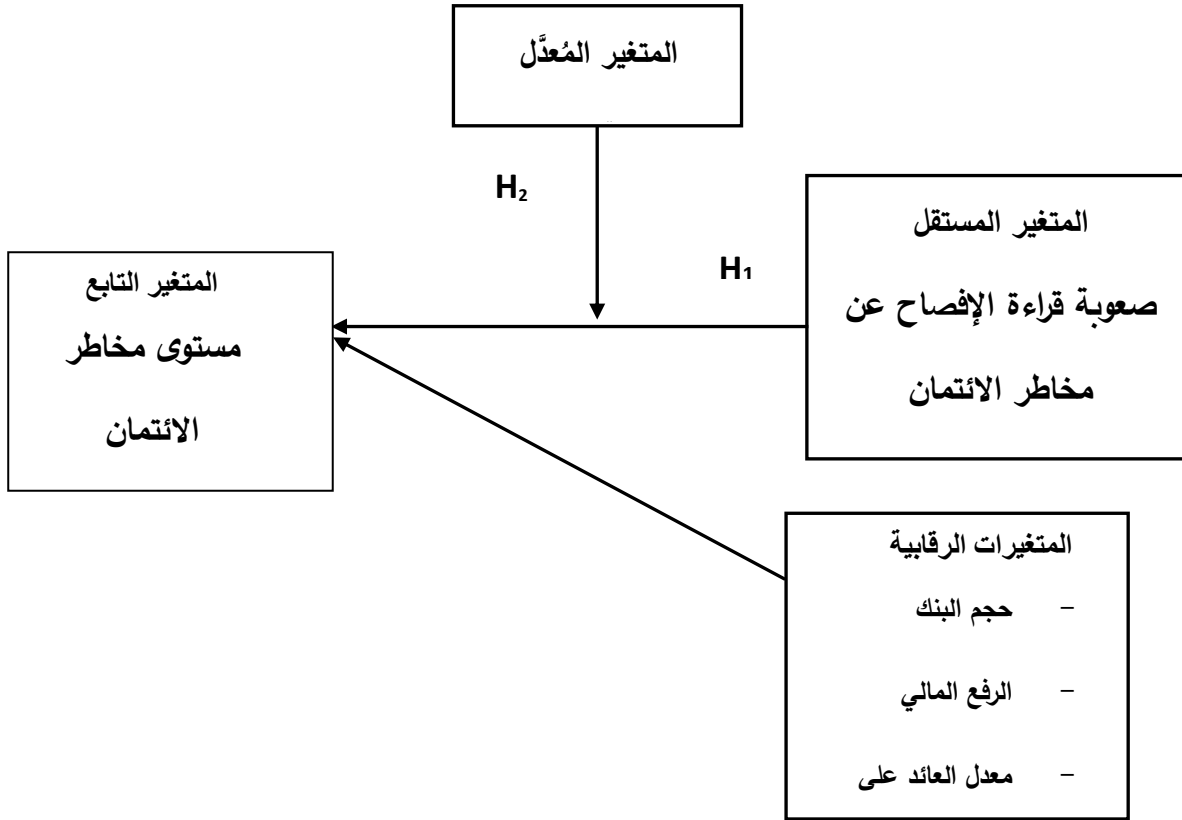 المتغير المُعدَّل
H₂
المتغير المستقل
صعوبة قراءة الإفصاح عن
مخاطر الائتمان
H₁
المتغير التابع
مستوى مخاطر
الائتمان
المتغيرات الرقابية
- حجم البنك
- الرفع المالي
- معدل العائد على